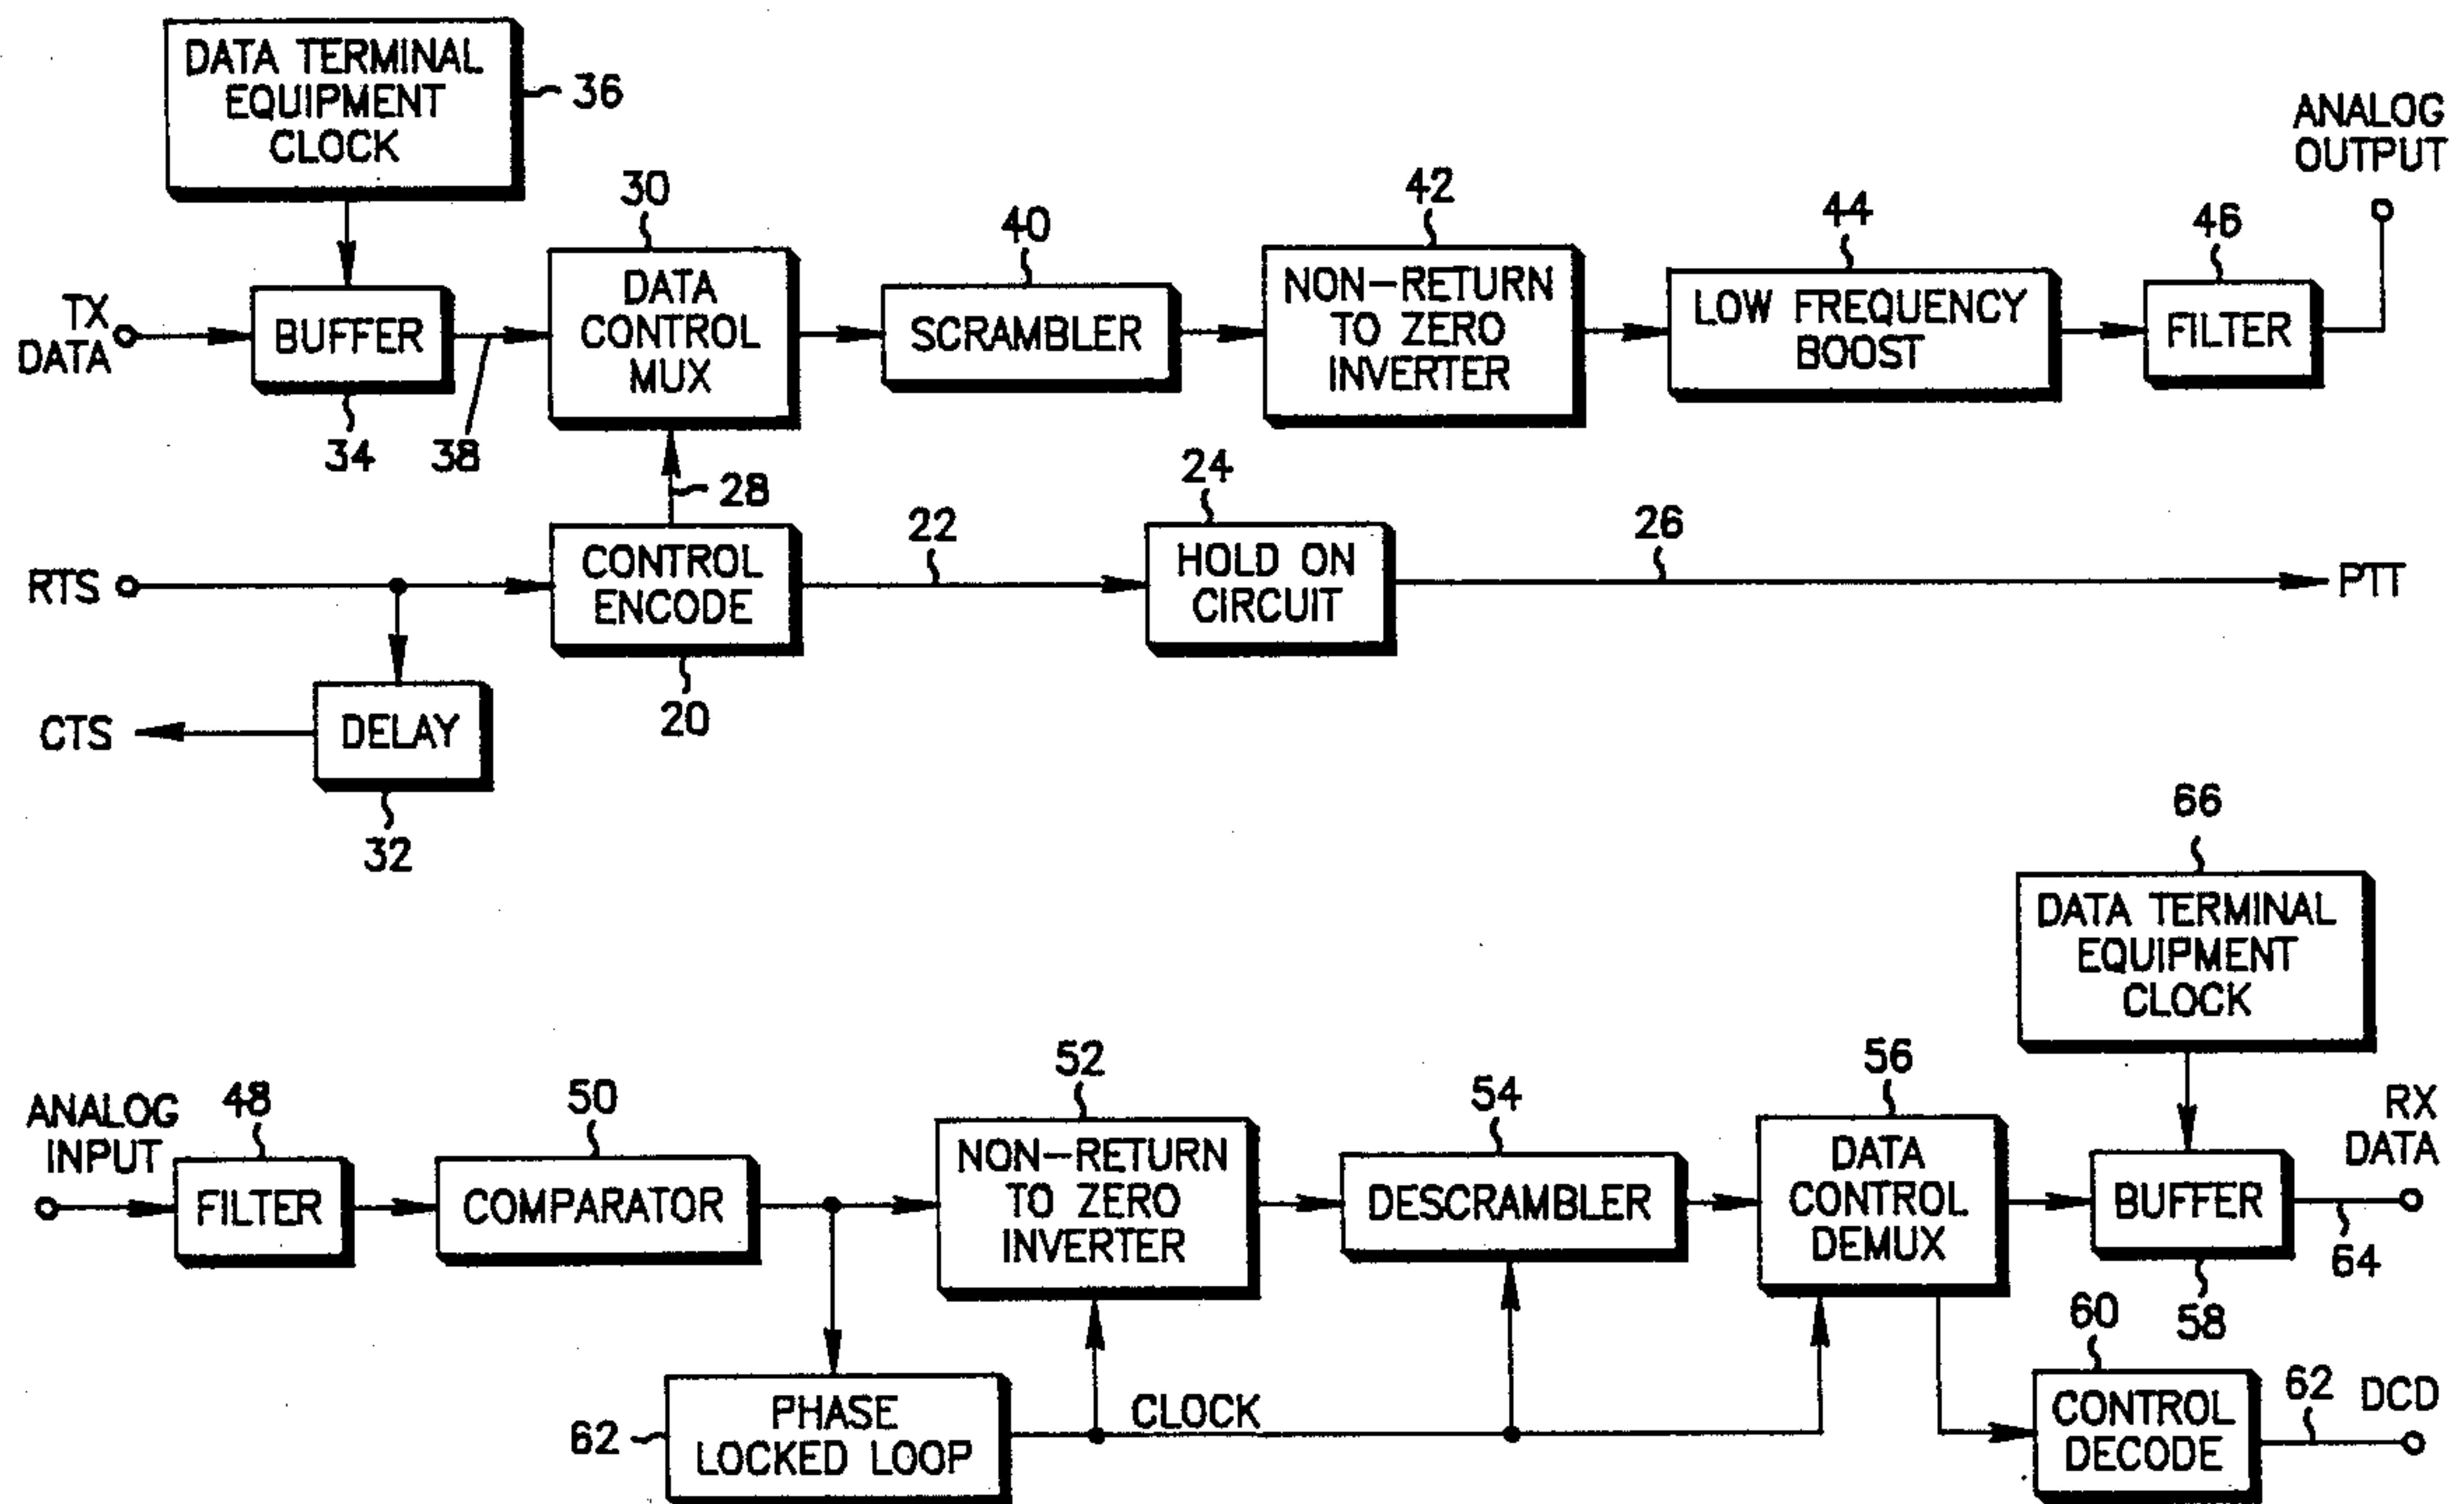 DATA TERMINAL
EQUIPMENT
CLOCK
36
ANALOG
OUTPUT
30
40
42
44
46
TX
DATA
BUFFER
DATA
CONTROL
MUX
SCRAMBLER
NON-RETURN
TO ZERO
INVERTER
LOW FREQUENCY
BOOST
FILTER
34
38
28
24
22
26
RTS
CONTROL
ENCODE
HOLD ON
CIRCUIT
PTT
20
CTS
DELAY
32
66
DATA TERMINAL
EQUIPMENT
CLOCK
48
50
52
54
56
ANALOG
INPUT
FILTER
COMPARATOR
NON-RETURN
TO ZERO
INVERTER
DESCRAMBLER
DATA
CONTROL
DEMUX
BUFFER
RX
DATA
64
58
60
62
PHASE
LOCKED LOOP
CLOCK
CONTROL
DECODE
62
DCD